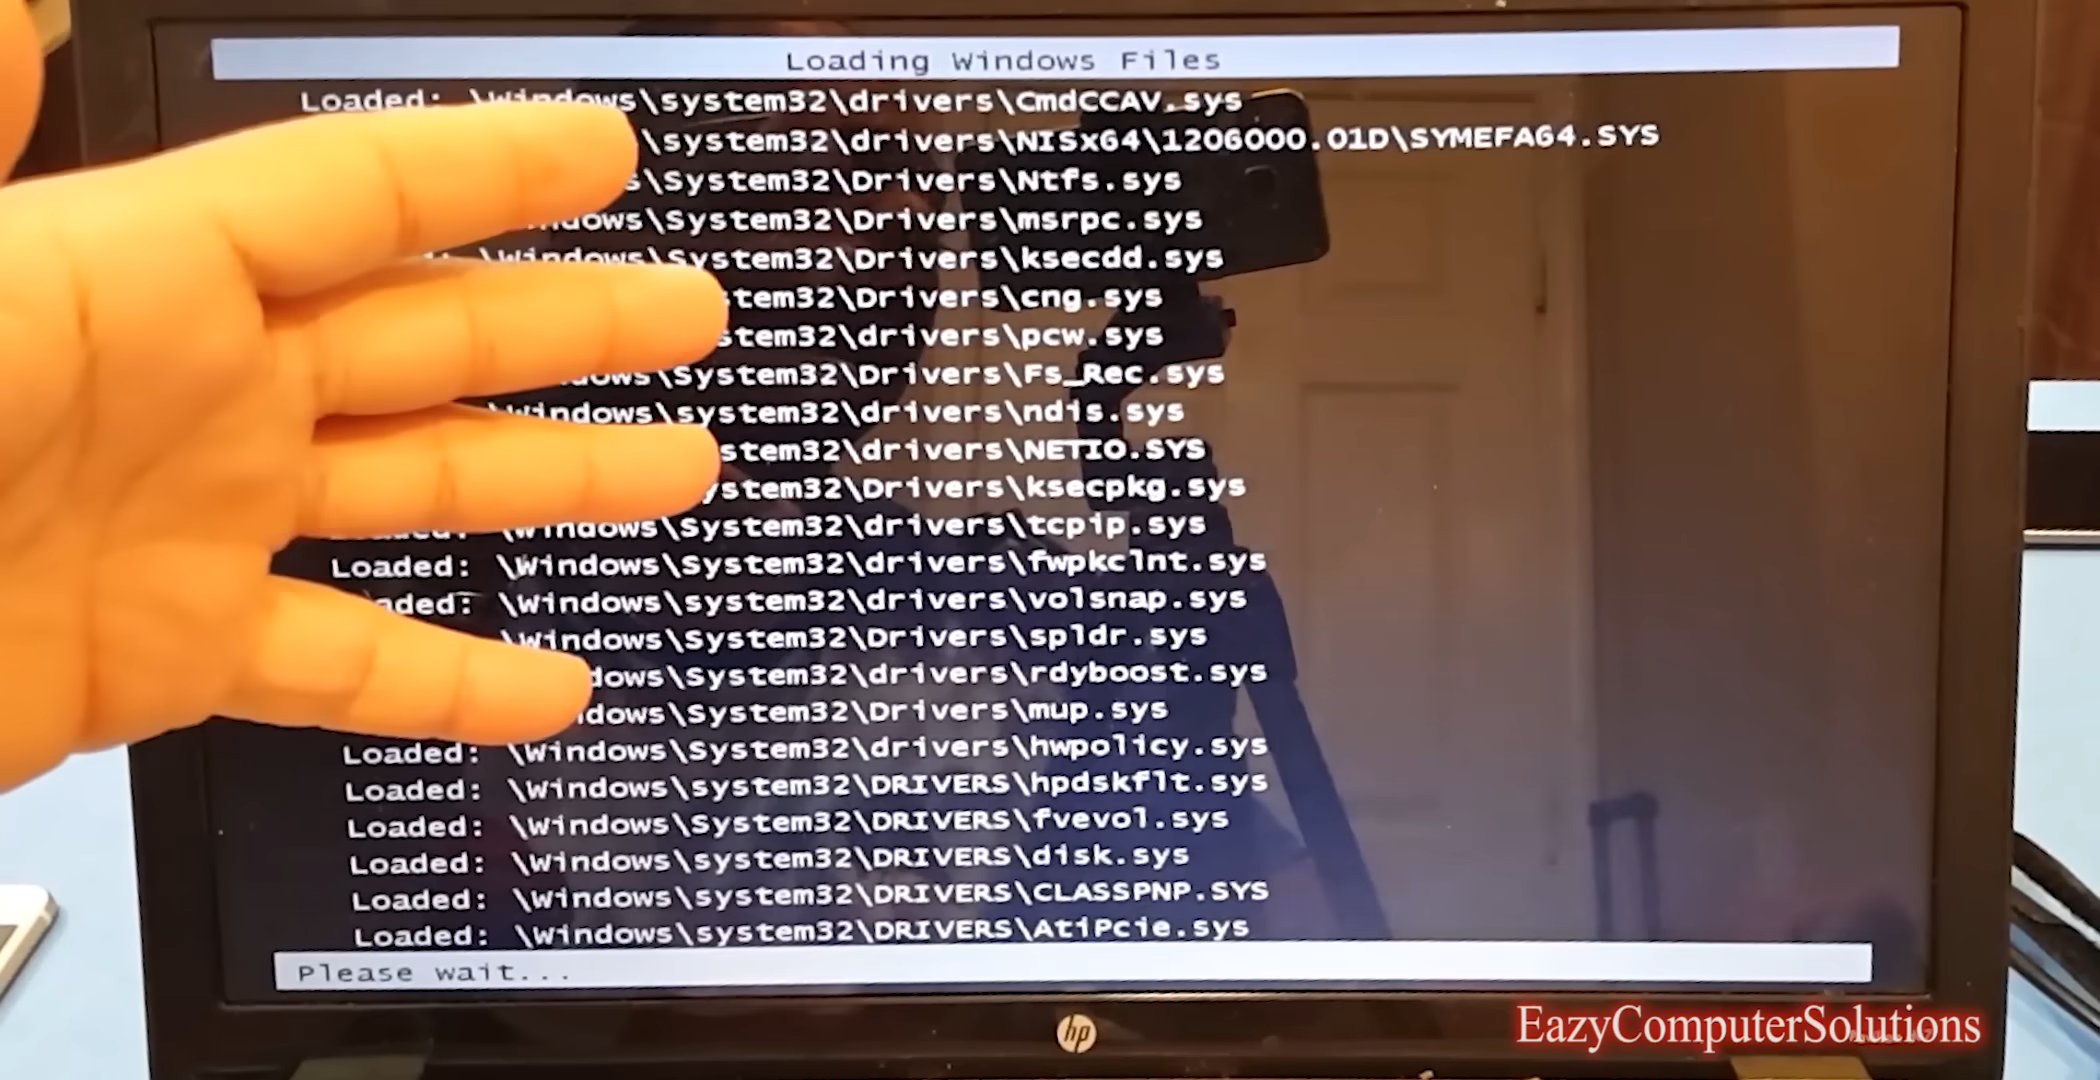 Loading Windows Files
Loaded: \Windows\system32\drivers\CmdCCAV.sys
\system32\drivers\NISx64\1206000.01D\SYMEFA64.SYS
\System32\Drivers\Ntfs.sys
\System32\Drivers\msrpc.sys
\Windows\System32\Drivers\ksecdd.sys
\Drivers\cng.sys
\drivers\pcw.sys
\System32\Drivers\Fs_Rec.sys
\Windows\system32\drivers\ndis.sys
\drivers\NETIO.SYS
\Drivers\ksecpkg.sys
Loaded: \Windows\System32\drivers\tcpip.sys
Loaded: \Windows\System32\drivers\fwpkclnt.sys
Loaded: \Windows\system32\drivers\volsnap.sys
\Windows\System32\Drivers\spldr.sys
\System32\drivers\rdyboost.sys
\System32\Drivers\mup.sys
Loaded: \Windows\System32\drivers\hwpolicy.sys
Loaded: \Windows\system32\DRIVERS\hpdskflt.sys
Loaded: \Windows\System32\DRIVERS\fvevol.sys
Loaded: \Windows\system32\DRIVERS\disk.sys
Loaded: \Windows\system32\DRIVERS\CLASSPNP.SYS
Loaded: \Windows\system32\DRIVERS\AtiPcie.sys
Please wait...
hp
EazyComputerSolutions